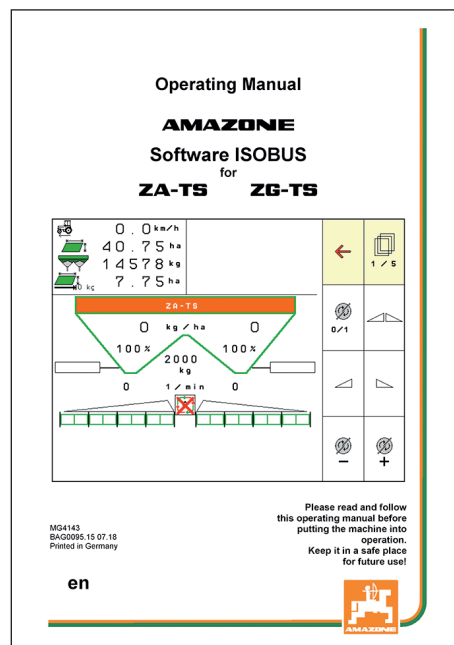 Operating Manual
AMAZONE
Software ISOBUS
for
ZA-TS ZG-TS
0.0 km/h
40.75 ha
14578 kg
7.75 ha
kg
1 / 5
ZA-TS
0 kg / ha 0
0/1
100% 100%
2000
kg
0 1 / min 0
- +
Please read and follow
this operating manual before
putting the machine into
operation.
Keep it in a safe place
for future use!
MG4143
BAG0095.15 07.18
Printed in Germany
en
AMAZONE